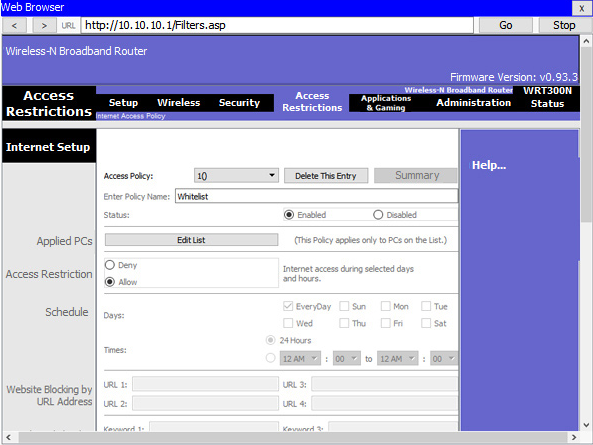 Web Browser X
< > URL http://10.10.10.1/Filters.asp Go Stop
Wireless-N Broadband Router
Firmware Version: v0.93.3
Wireless-N Broadband Router WRT300N
Access Restrictions
Setup Wireless Security Access Restrictions Applications & Gaming Administration Status
Internet Access Policy
Internet Setup
Help...
Access Policy: 1() Delete This Entry Summary
Enter Policy Name: Whitelist
Status: Enabled Disabled
Applied PCs
Edit List (This Policy applies only to PCs on the List.)
Access Restriction
Deny
Allow
Internet access during selected days
and hours.
Schedule
Days: EveryDay Sun Mon Tue
Wed Thu Fri Sat
Times: 24 Hours
12 AM : 00 to 12 AM : 00
Website Blocking by
URL Address
URL 1: URL 3:
URL 2: URL 4:
Keyword 1: Keyword 3: